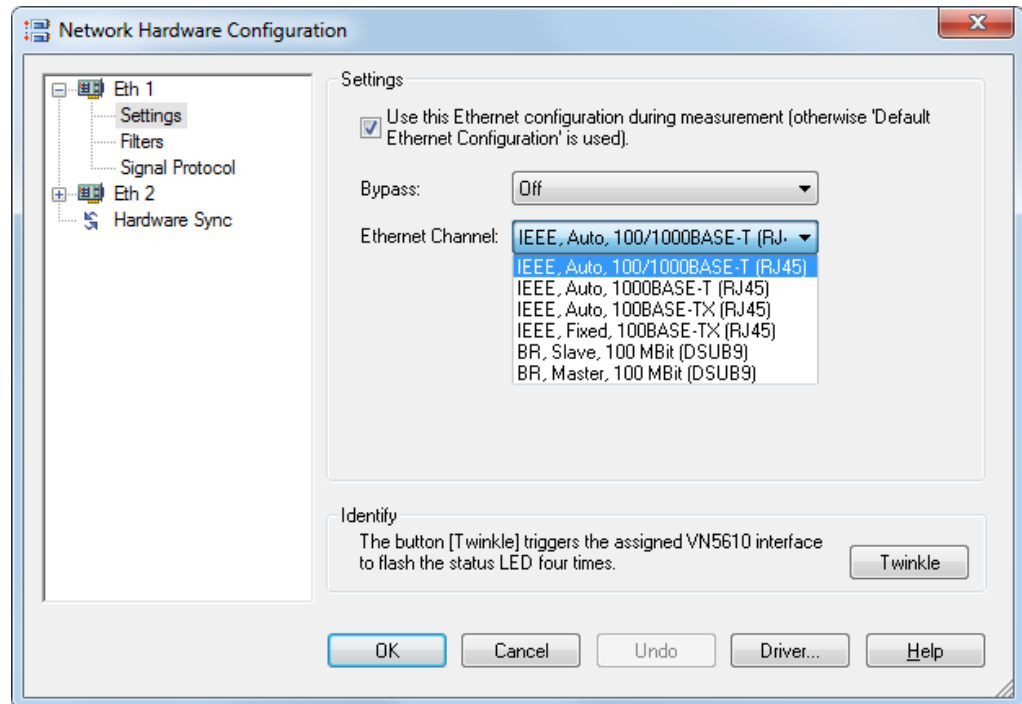 Network Hardware Configuration
Eth 1
Settings
Filters
Signal Protocol
Eth 2
Hardware Sync
Settings
Use this Ethernet configuration during measurement (otherwise 'Default
Ethernet Configuration' is used).
Bypass:
Off
Ethernet Channel:
IEEE, Auto, 100/1000BASE-T (RJ
IEEE, Auto, 100/1000BASE-T (RJ45)
IEEE, Auto, 1000BASE-T (RJ45)
IEEE, Auto, 100BASE-TX (RJ45)
IEEE, Fixed, 100BASE-TX (RJ45)
BR, Slave, 100 MBit (DSUB9)
BR, Master, 100 MBit (DSUB9)
Identify
The button [Twinkle] triggers the assigned VN5610 interface
to flash the status LED four times.
Twinkle
OK
Cancel
Undo
Driver...
Help